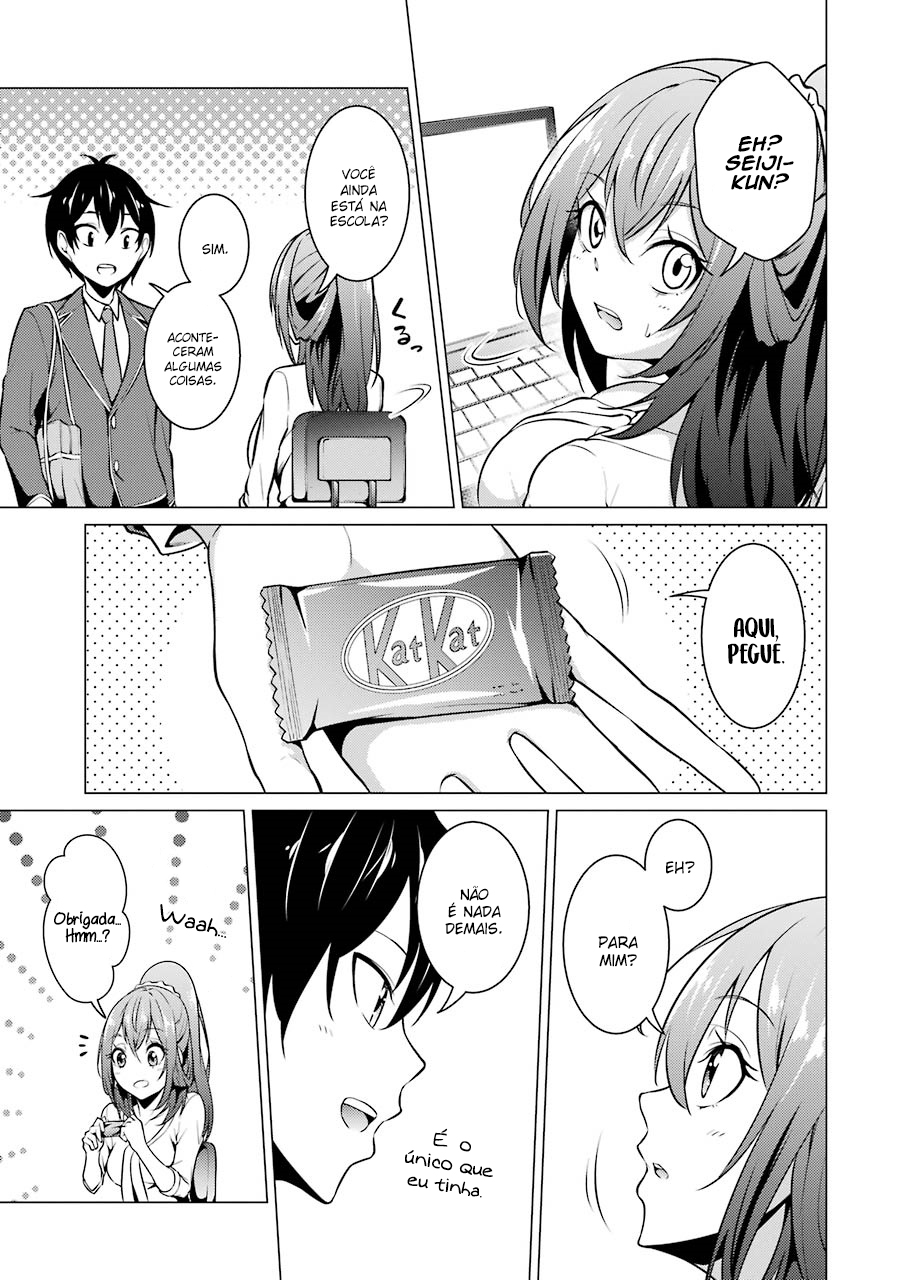 EH?
SEIJI-
KUN?
VOCÊ
AINDA
ESTÁ NA
ESCOLA?
くるっ
SIM.
ACONTE-
CERAM
ALGUMAS
COISAS.
AQUI,
PEGUE.
KatKat
EH?
PARA
MIM?
NÃO
É NADA
DEMAIS.
É o
único que
eu tinha.
Waah...
Obrigada...
Hmm...?